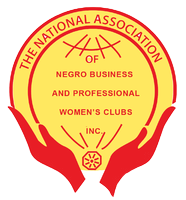 THE NATIONAL ASSOCIATION
OF
NEGRO BUSINESS
AND PROFESSIONAL
WOMEN'S CLUBS
INC.